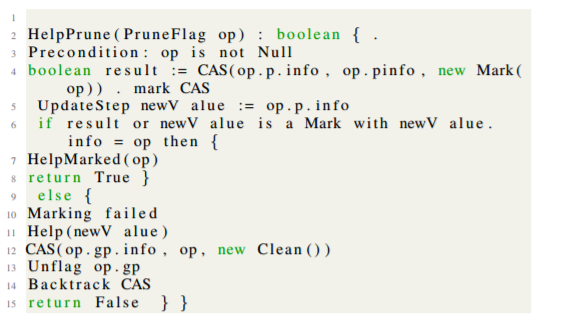 1
2 HelpPrune(PruneFlag op) : boolean { .
3 Precondition: op is not Null
4 boolean result := CAS(op.p.info, op.pinfo, new Mark(
op)) . mark CAS
5 UpdateStep newV alue := op.p.info
6 if result or newV alue is a Mark with newV alue.
info = op then {
7 HelpMarked(op)
8 return True }
9 else {
10 Marking failed
11 Help(newV alue)
12 CAS(op.gp.info, op, new Clean())
13 Unflag op.gp
14 Backtrack CAS
15 return False } }